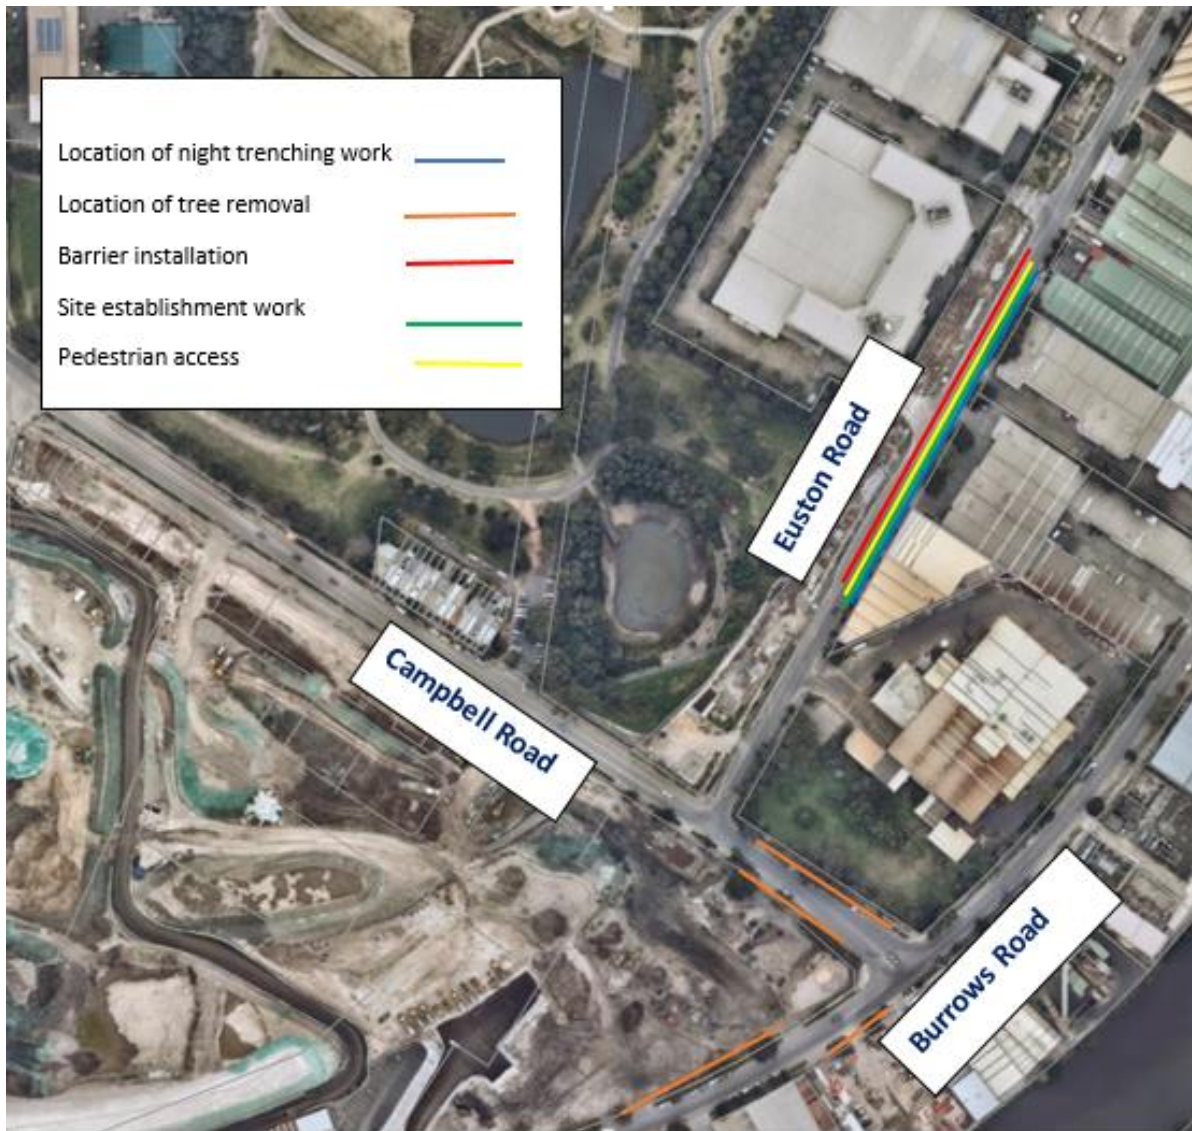 Location of night trenching work
Location of tree removal
Barrier installation
Site establishment work
Pedestrian access
Euston Road
Campbell Road
Burrows Road